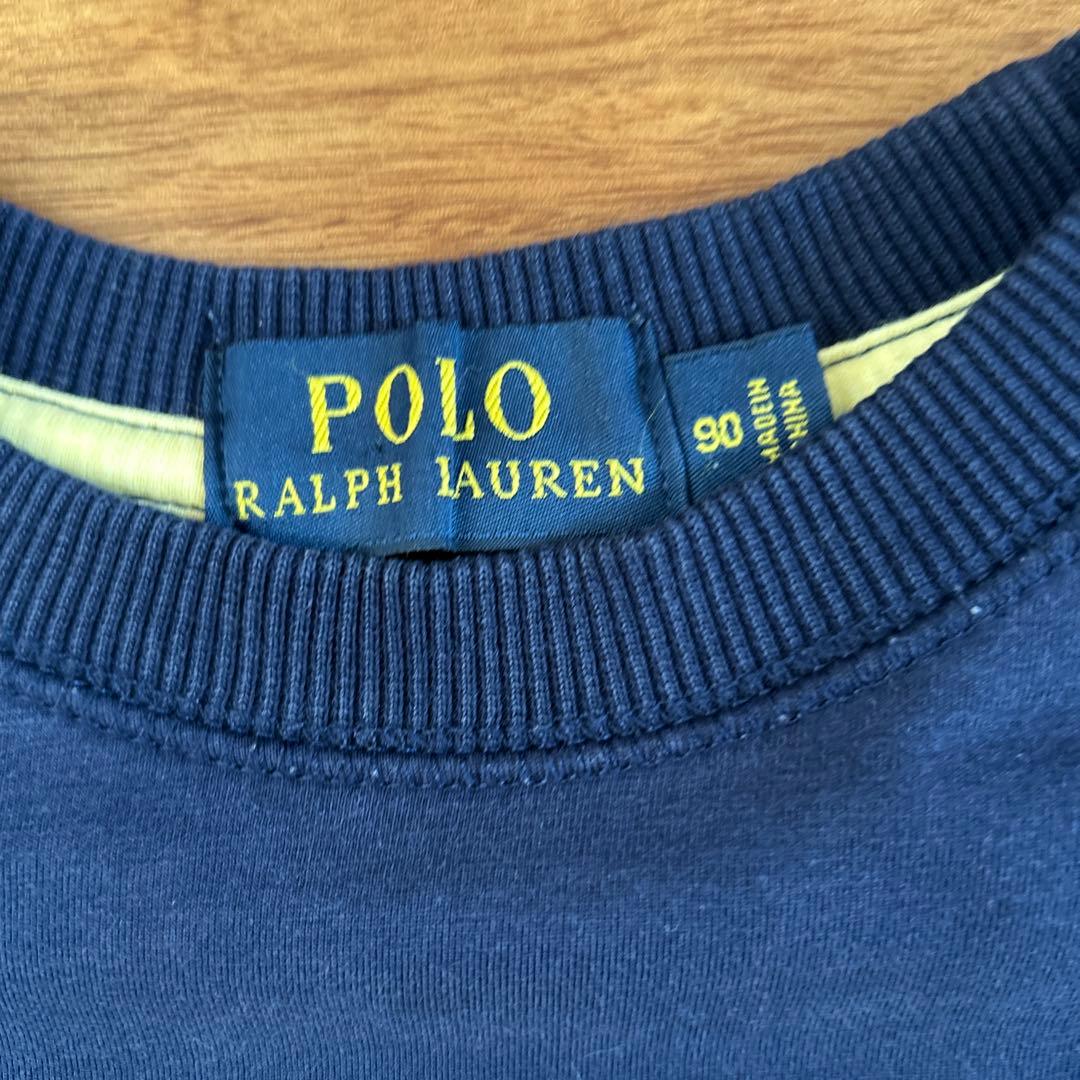 POLO
RALPH LAUREN
90
MADE IN
CHINA